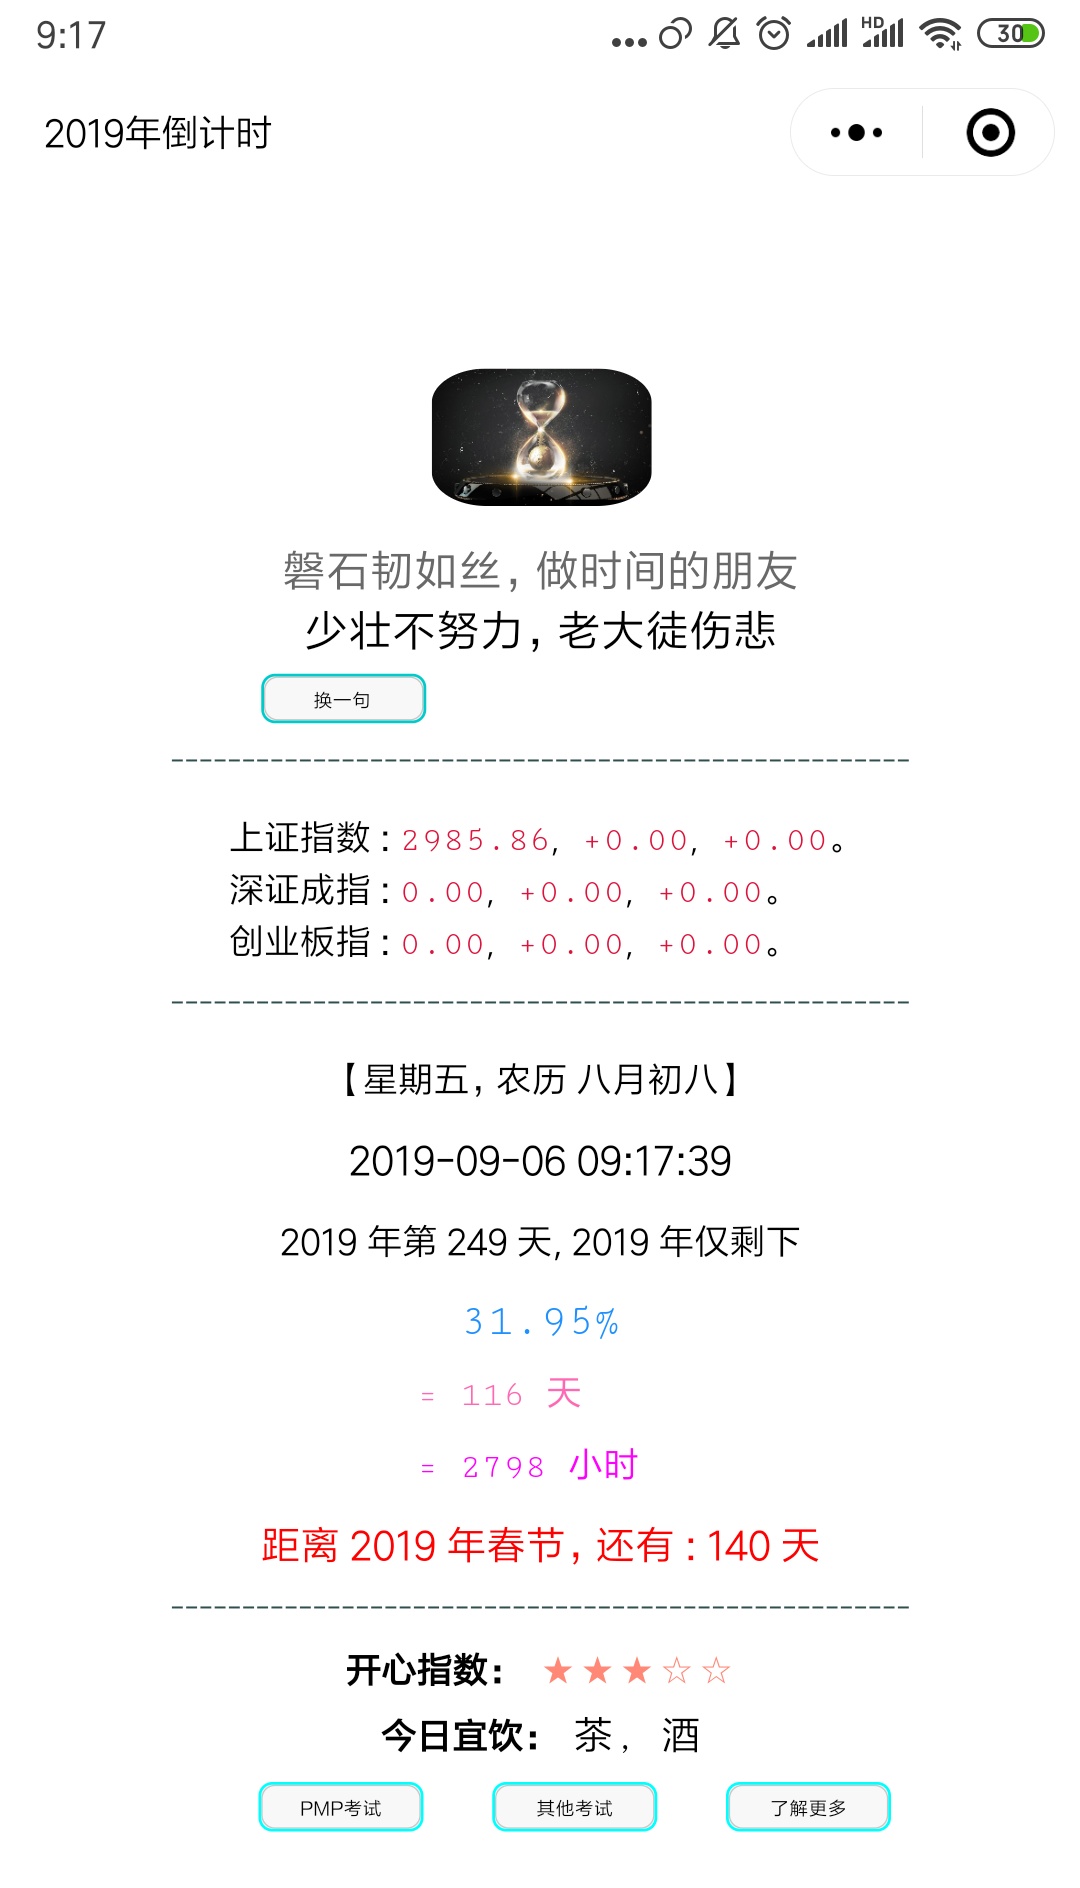 9:17
HD
30
2019年倒计时
磐石韧如丝，做时间的朋友
少壮不努力，老大徒伤悲
换一句
----------------------------------------------------
上证指数：2985.86, +0.00, +0.00。
深证成指：0.00, +0.00, +0.00。
创业板指：0.00, +0.00, +0.00。
----------------------------------------------------
【星期五，农历 八月初八】
2019-09-06 09:17:39
2019 年第 249 天, 2019 年仅剩下
31.95%
= 116 天
= 2798 小时
距离 2019 年春节，还有：140 天
----------------------------------------------------
开心指数： ★★★☆☆
今日宜饮： 茶，酒
PMP考试 其他考试 了解更多